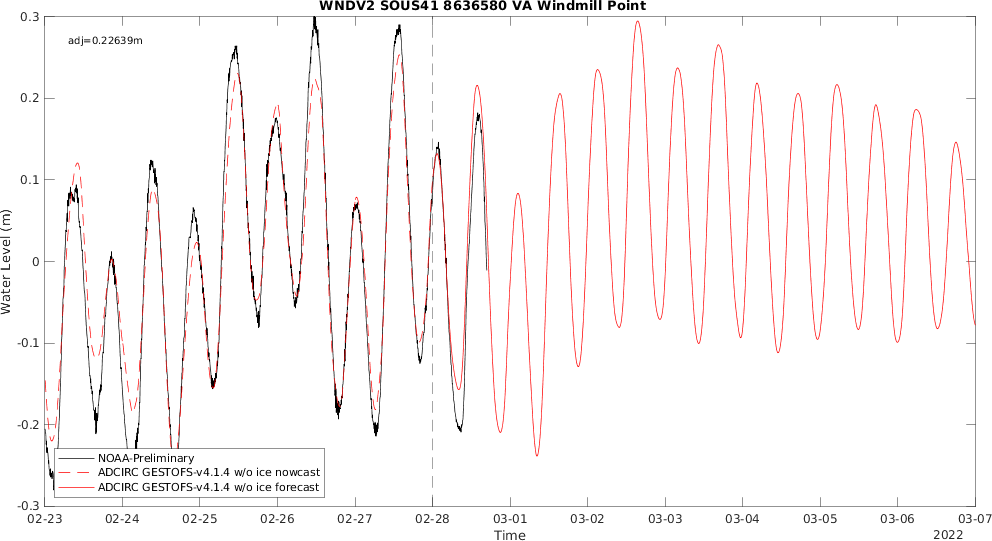 WNDV2 SOUS41 8636580 VA Windmill Point
adj=0.22639m
Water Level (m)
0.3
0.2
0.1
0
-0.1
-0.2
-0.3
NOAA-Preliminary
ADCIRC GESTOFS-v4.1.4 w/o ice nowcast
ADCIRC GESTOFS-v4.1.4 w/o ice forecast
02-23 02-24 02-25 02-26 02-27 02-28 03-01 03-02 03-03 03-04 03-05 03-06 03-07
Time
2022